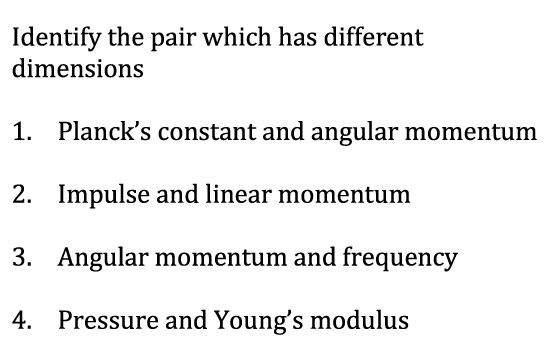 Identify the pair which has different
dimensions
1. Planck’s constant and angular momentum
2. Impulse and linear momentum
3. Angular momentum and frequency
4. Pressure and Young’s modulus